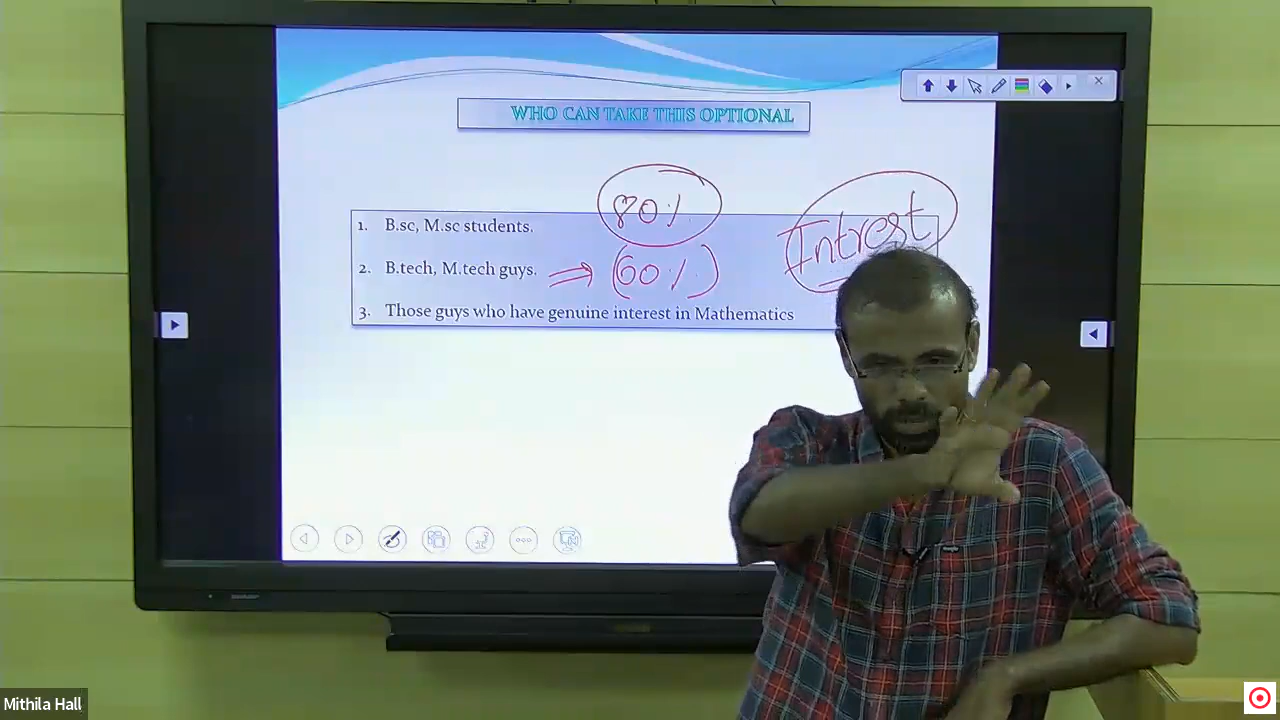 WHO CAN TAKE THIS OPTIONAL
80%
1. B.sc, M.sc students.
Intrest
2. B.tech, M.tech guys. ⇒ (60%)
3. Those guys who have genuine interest in Mathematics
Mithila Hall